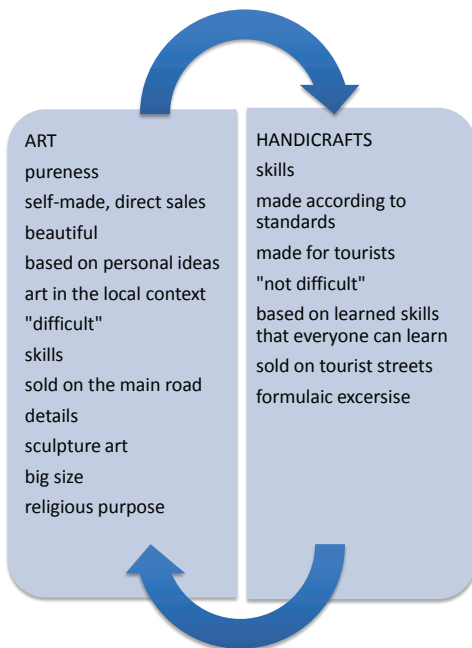 ART
pureness
self-made, direct sales
beautiful
based on personal ideas
art in the local context
"difficult"
skills
sold on the main road
details
sculpture art
big size
religious purpose
HANDICRAFTS
skills
made according to
standards
made for tourists
"not difficult"
based on learned skills
that everyone can learn
sold on tourist streets
formulaic excersise